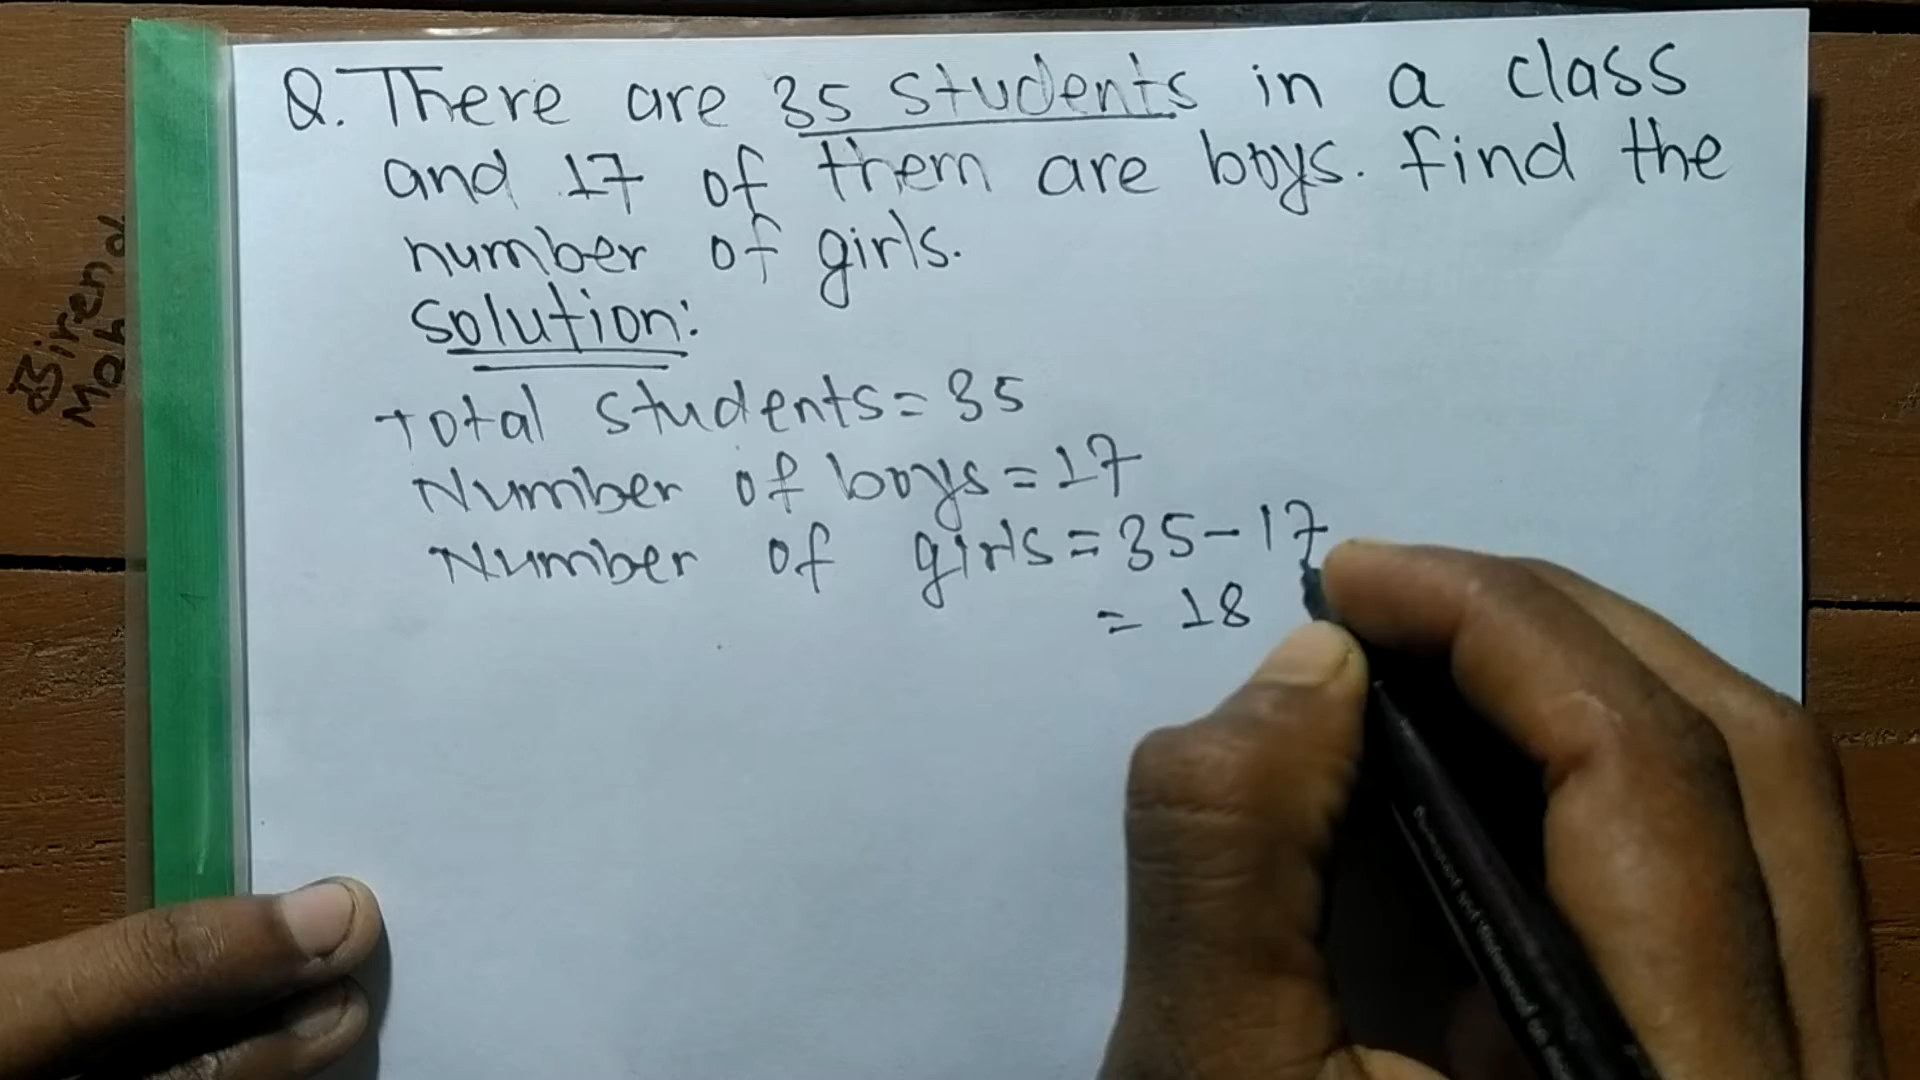 Q. There are 35 students in a class
and 17 of them are boys. Find the
number of girls.
Solution:
Total students = 35
Number of boys = 17
Number of girls = 35 - 17
= 18
Birend